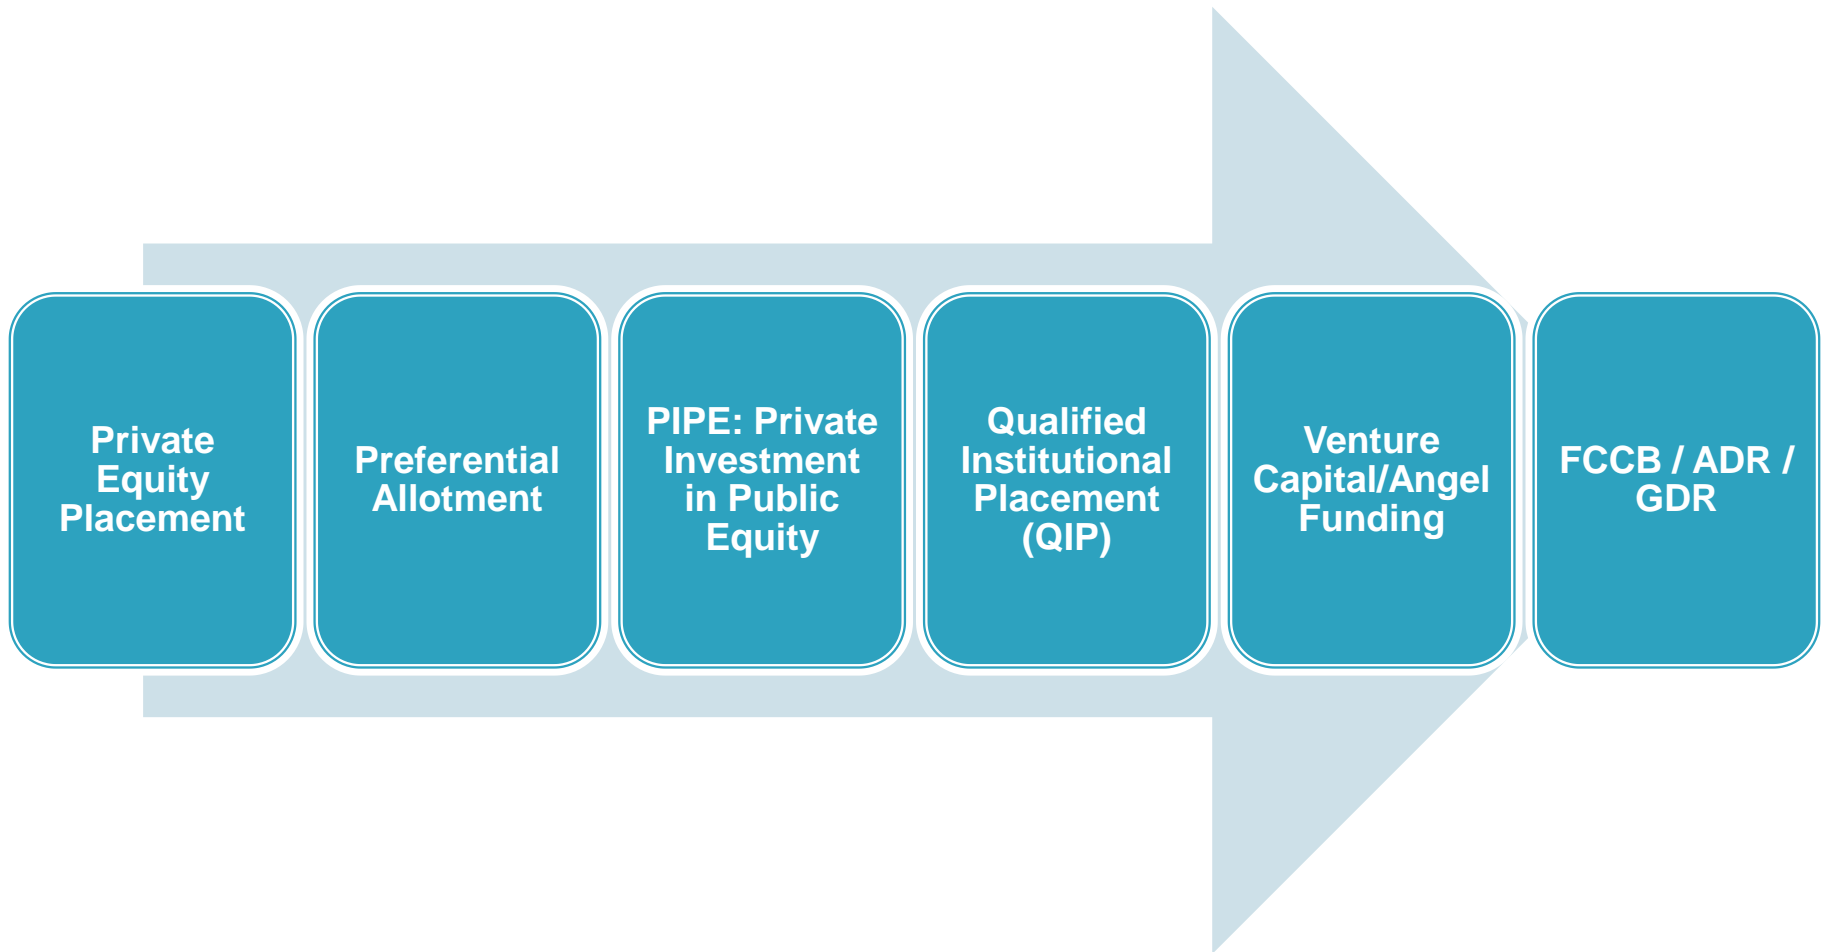 Private
Equity
Placement
Preferential
Allotment
PIPE: Private
Investment
in Public
Equity
Qualified
Institutional
Placement
(QIP)
Venture
Capital/Angel
Funding
FCCB / ADR /
GDR